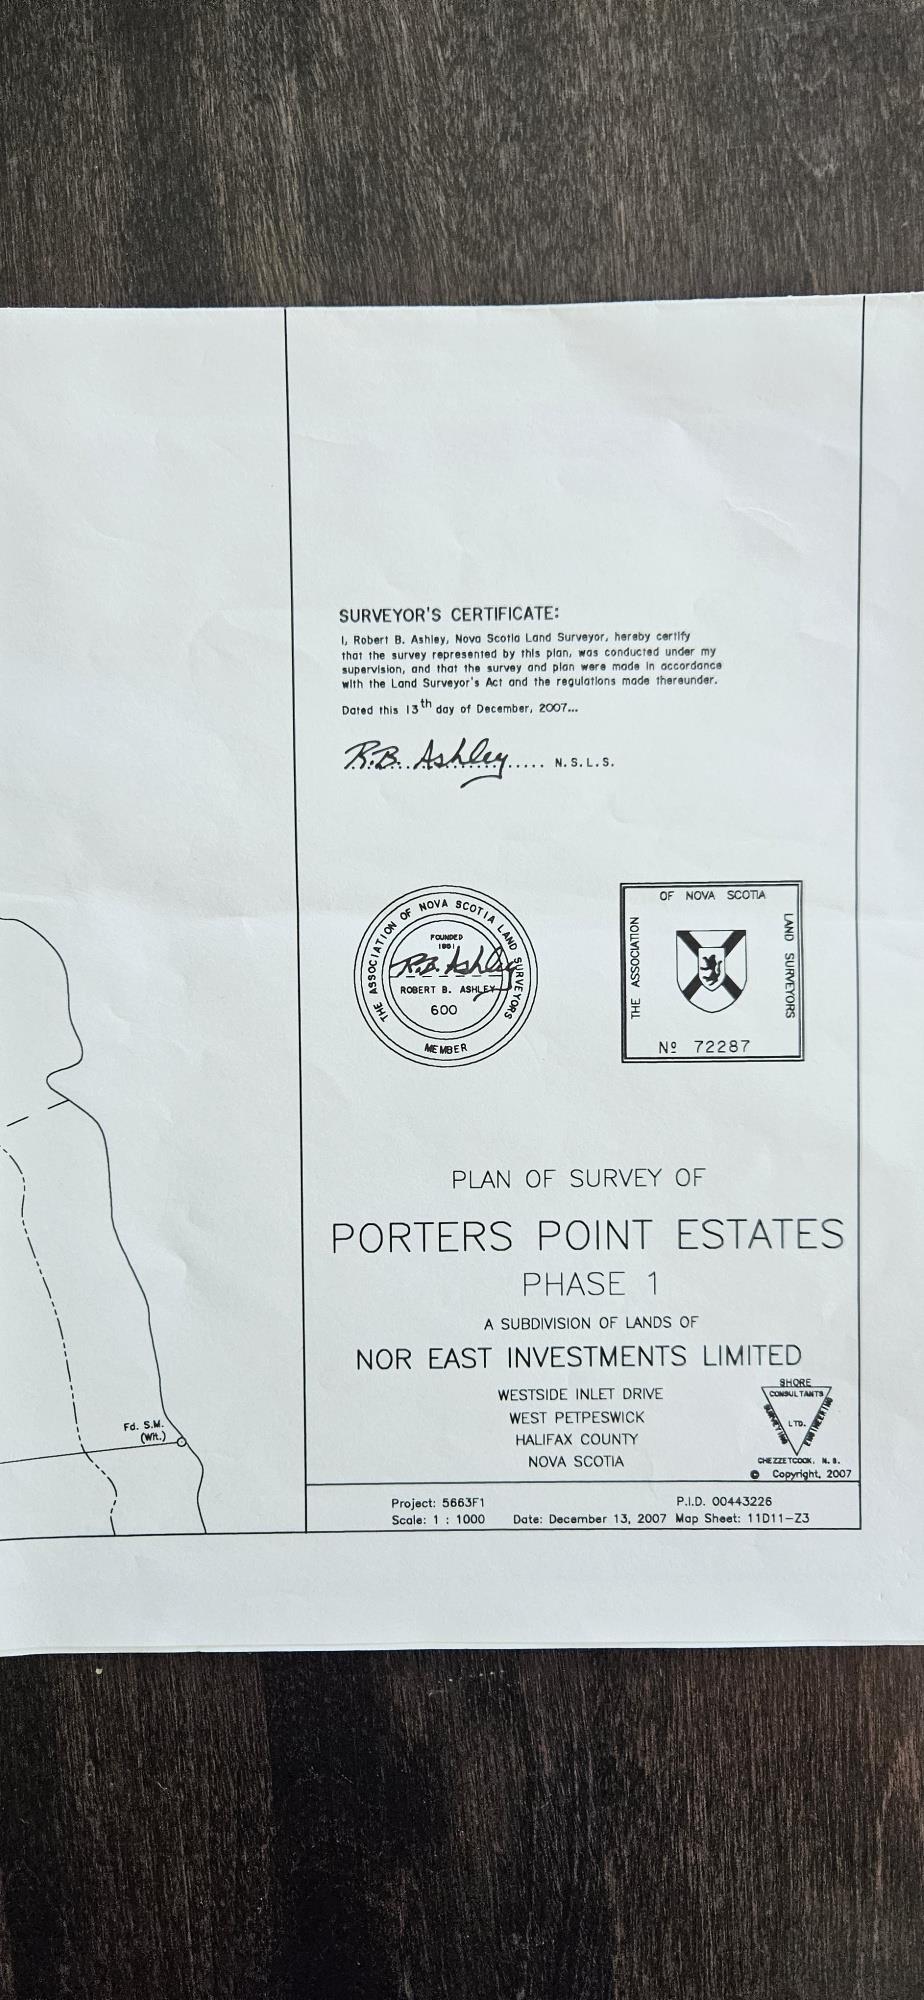 SURVEYOR'S CERTIFICATE:
I, Robert B. Ashley, Nova Scotia Land Surveyor, hereby certify
that the survey represented by this plan, was conducted under my
supervision, and that the survey and plan were made in accordance
with the Land Surveyor's Act and the regulations made thereunder.
Dated this 13th day of December, 2007...
R.B. Ashley..... N.S.L.S.
THE ASSOCIATION OF NOVA SCOTIA LAND SURVEYORS
FOUNDED
1951
R.B. Ashley
ROBERT B. ASHLEY
600
MEMBER
THE ASSOCIATION
OF NOVA SCOTIA
LAND SURVEYORS
Nº 72287
PLAN OF SURVEY OF
PORTERS POINT ESTATES
PHASE 1
A SUBDIVISION OF LANDS OF
NOR EAST INVESTMENTS LIMITED
WESTSIDE INLET DRIVE
WEST PETPESWICK
HALIFAX COUNTY
NOVA SCOTIA
SHORE
CONSULTANTS
LTD.
SURVEYING
ENGINEERING
CHEZZETCOOK, N.S.
© Copyright, 2007
Fd. S.M.
(Wit.)
Project: 5663F1
P.I.D. 00443226
Scale: 1 : 1000
Date: December 13, 2007
Map Sheet: 11D11-Z3